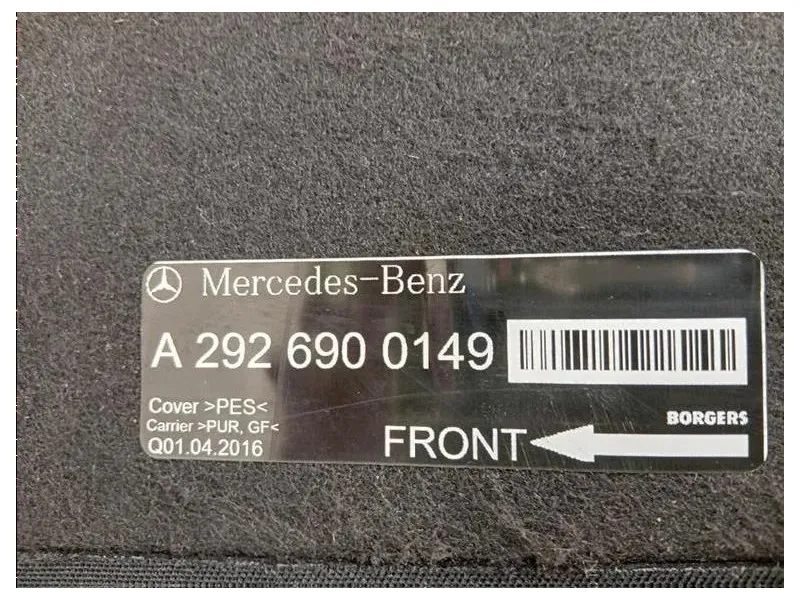 Mercedes-Benz
A 292 690 0149
Cover >PES<
Carrier >PUR, GF<
Q01.04.2016
BORGERS
FRONT